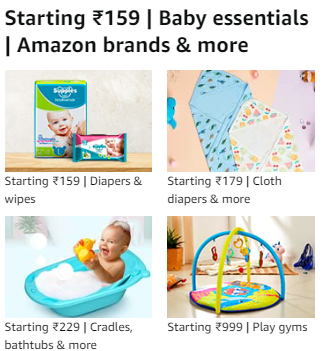 Starting ₹159 | Baby essentials
| Amazon brands & more
Supples
Starting ₹159 | Diapers &
wipes
Starting ₹179 | Cloth
diapers & more
Starting ₹229 | Cradles,
bathtubs & more
Starting ₹999 | Play gyms